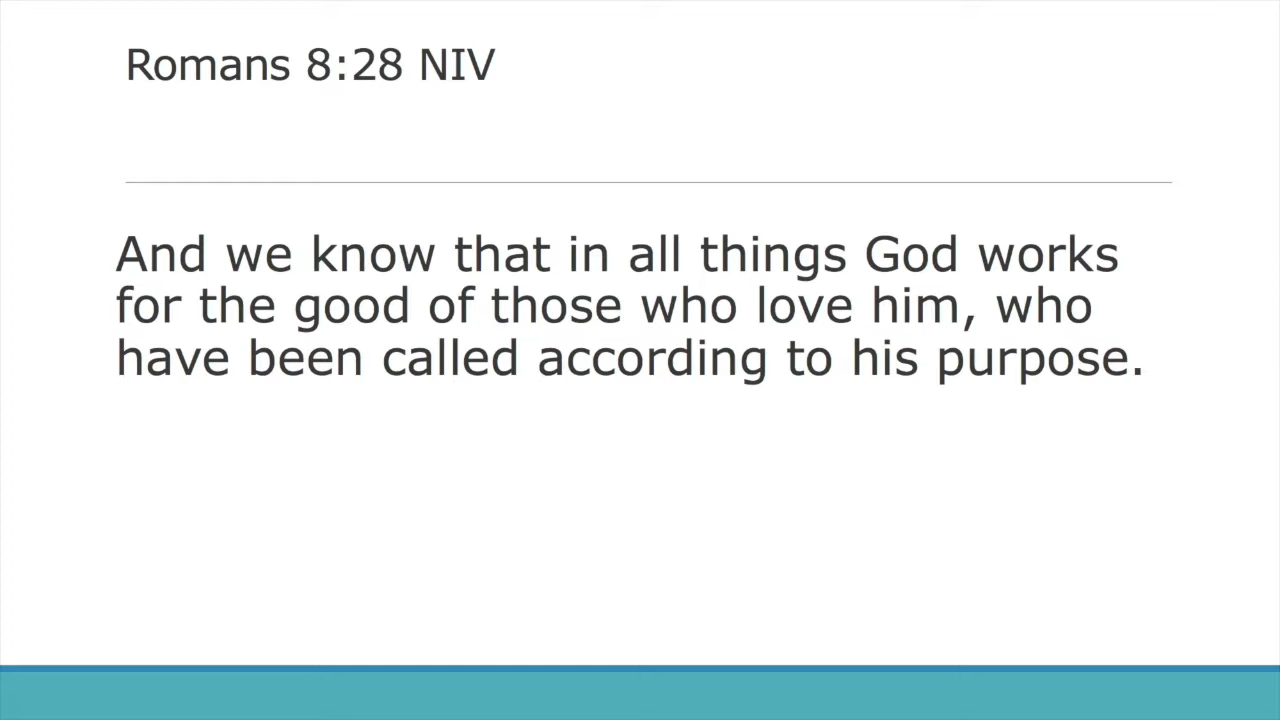 Romans 8:28 NIV
And we know that in all things God works
for the good of those who love him, who
have been called according to his purpose.